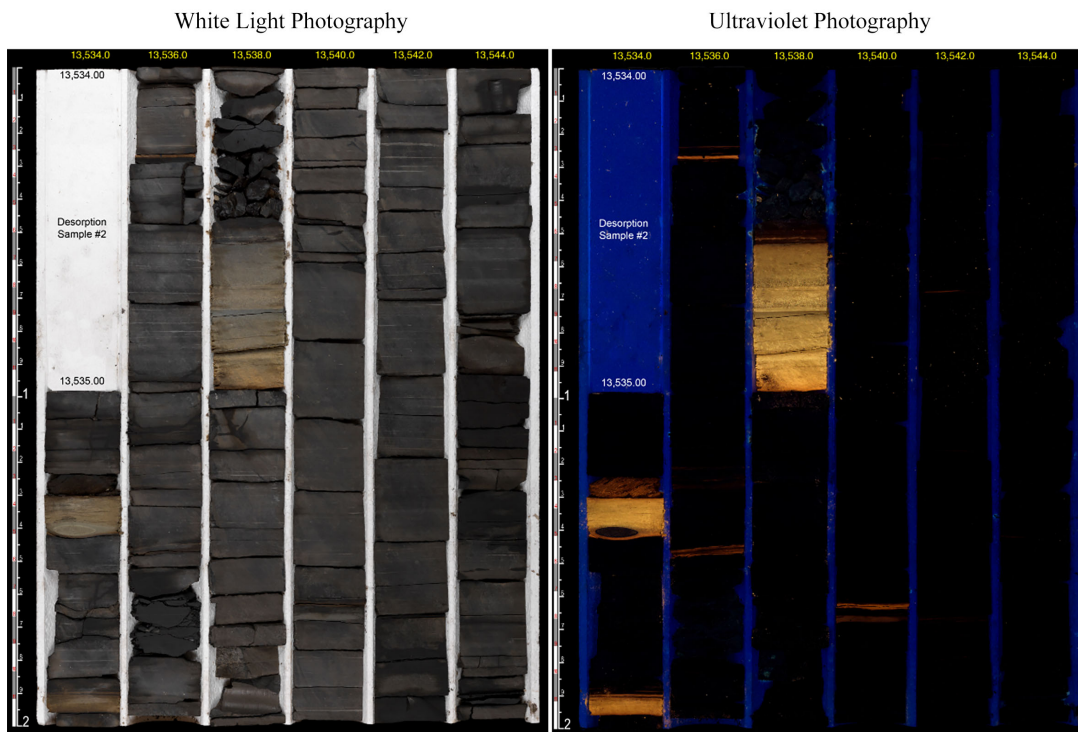 White Light Photography
Ultraviolet Photography
13,534.0 13,536.0 13,538.0 13,540.0 13,542.0 13,544.0
13,534.0 13,536.0 13,538.0 13,540.0 13,542.0 13,544.0
13,534.00
13,534.00
Desorption
Sample #2
Desorption
Sample #2
13,535.00
13,535.00
1
1
2
2